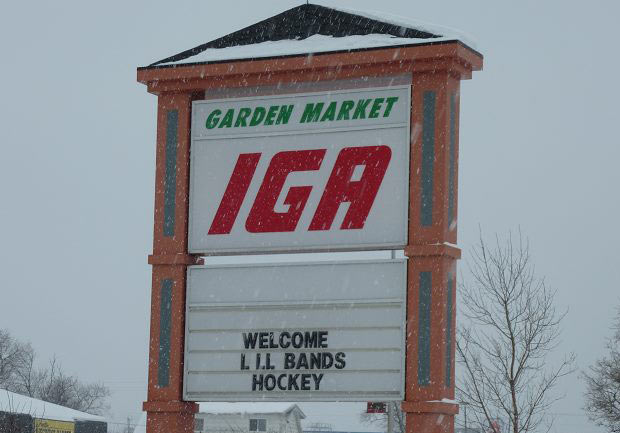 GARDEN MARKET
IGA
WELCOME
L I.L BANDS
HOCKEY